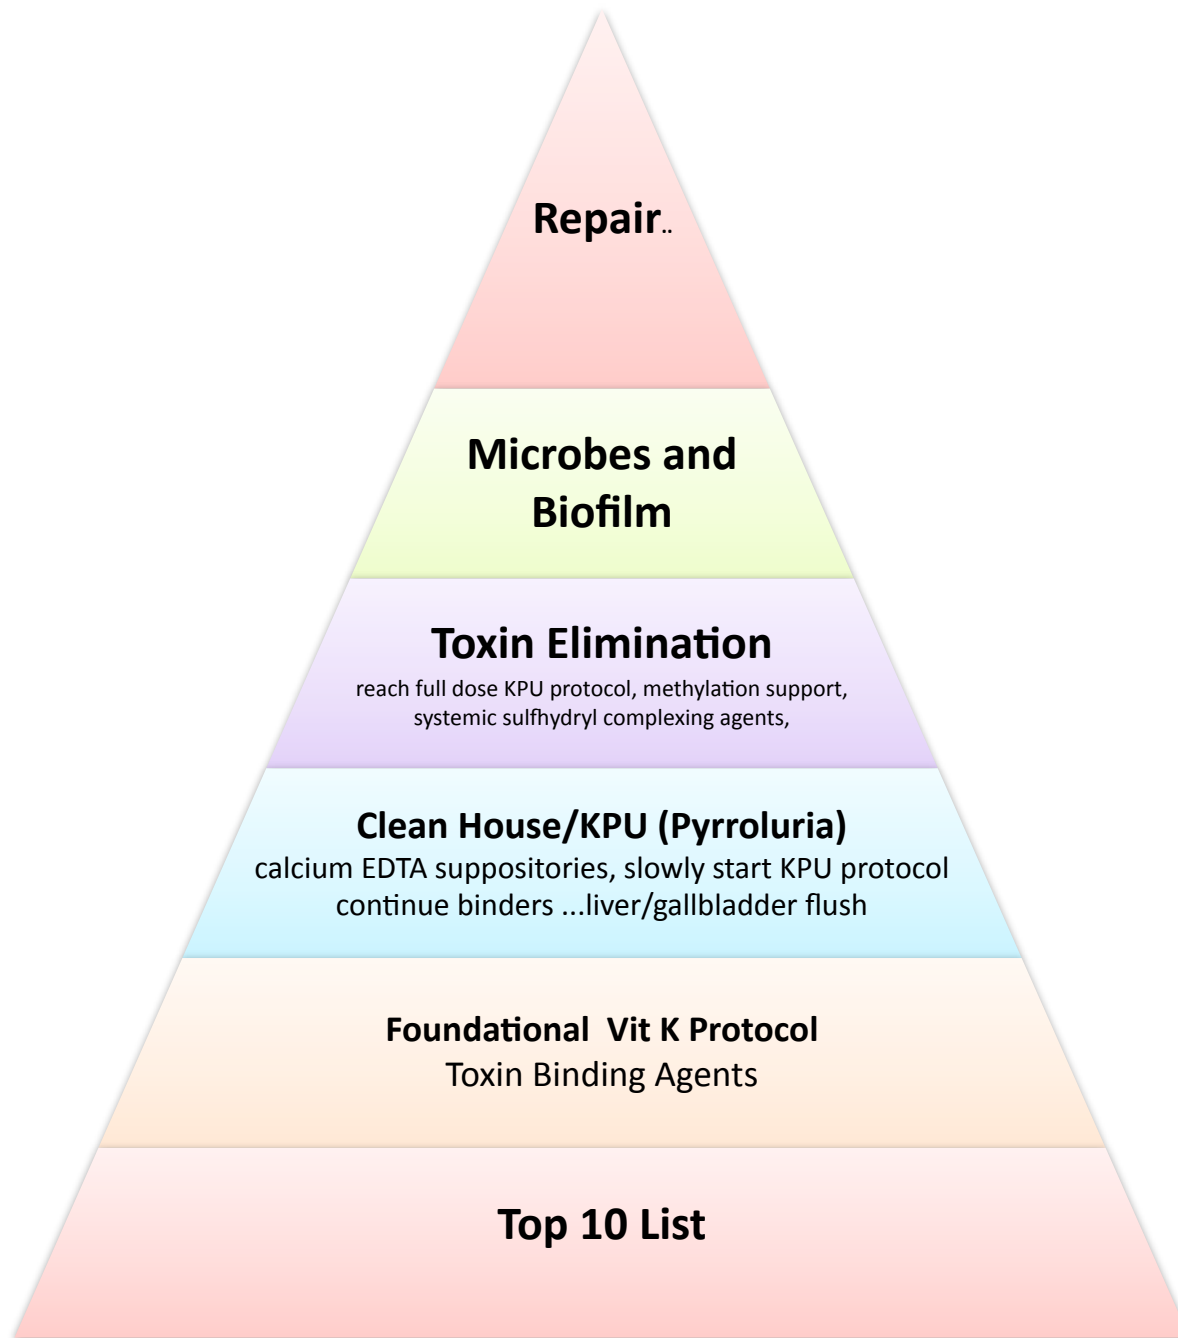 Repair..
Microbes and
Biofilm
Toxin Elimination
reach full dose KPU protocol, methylation support,
systemic sulfhydryl complexing agents,
Clean House/KPU (Pyrroluria)
calcium EDTA suppositories, slowly start KPU protocol
continue binders ...liver/gallbladder flush
Foundational  Vit K Protocol
Toxin Binding Agents
Top 10 List